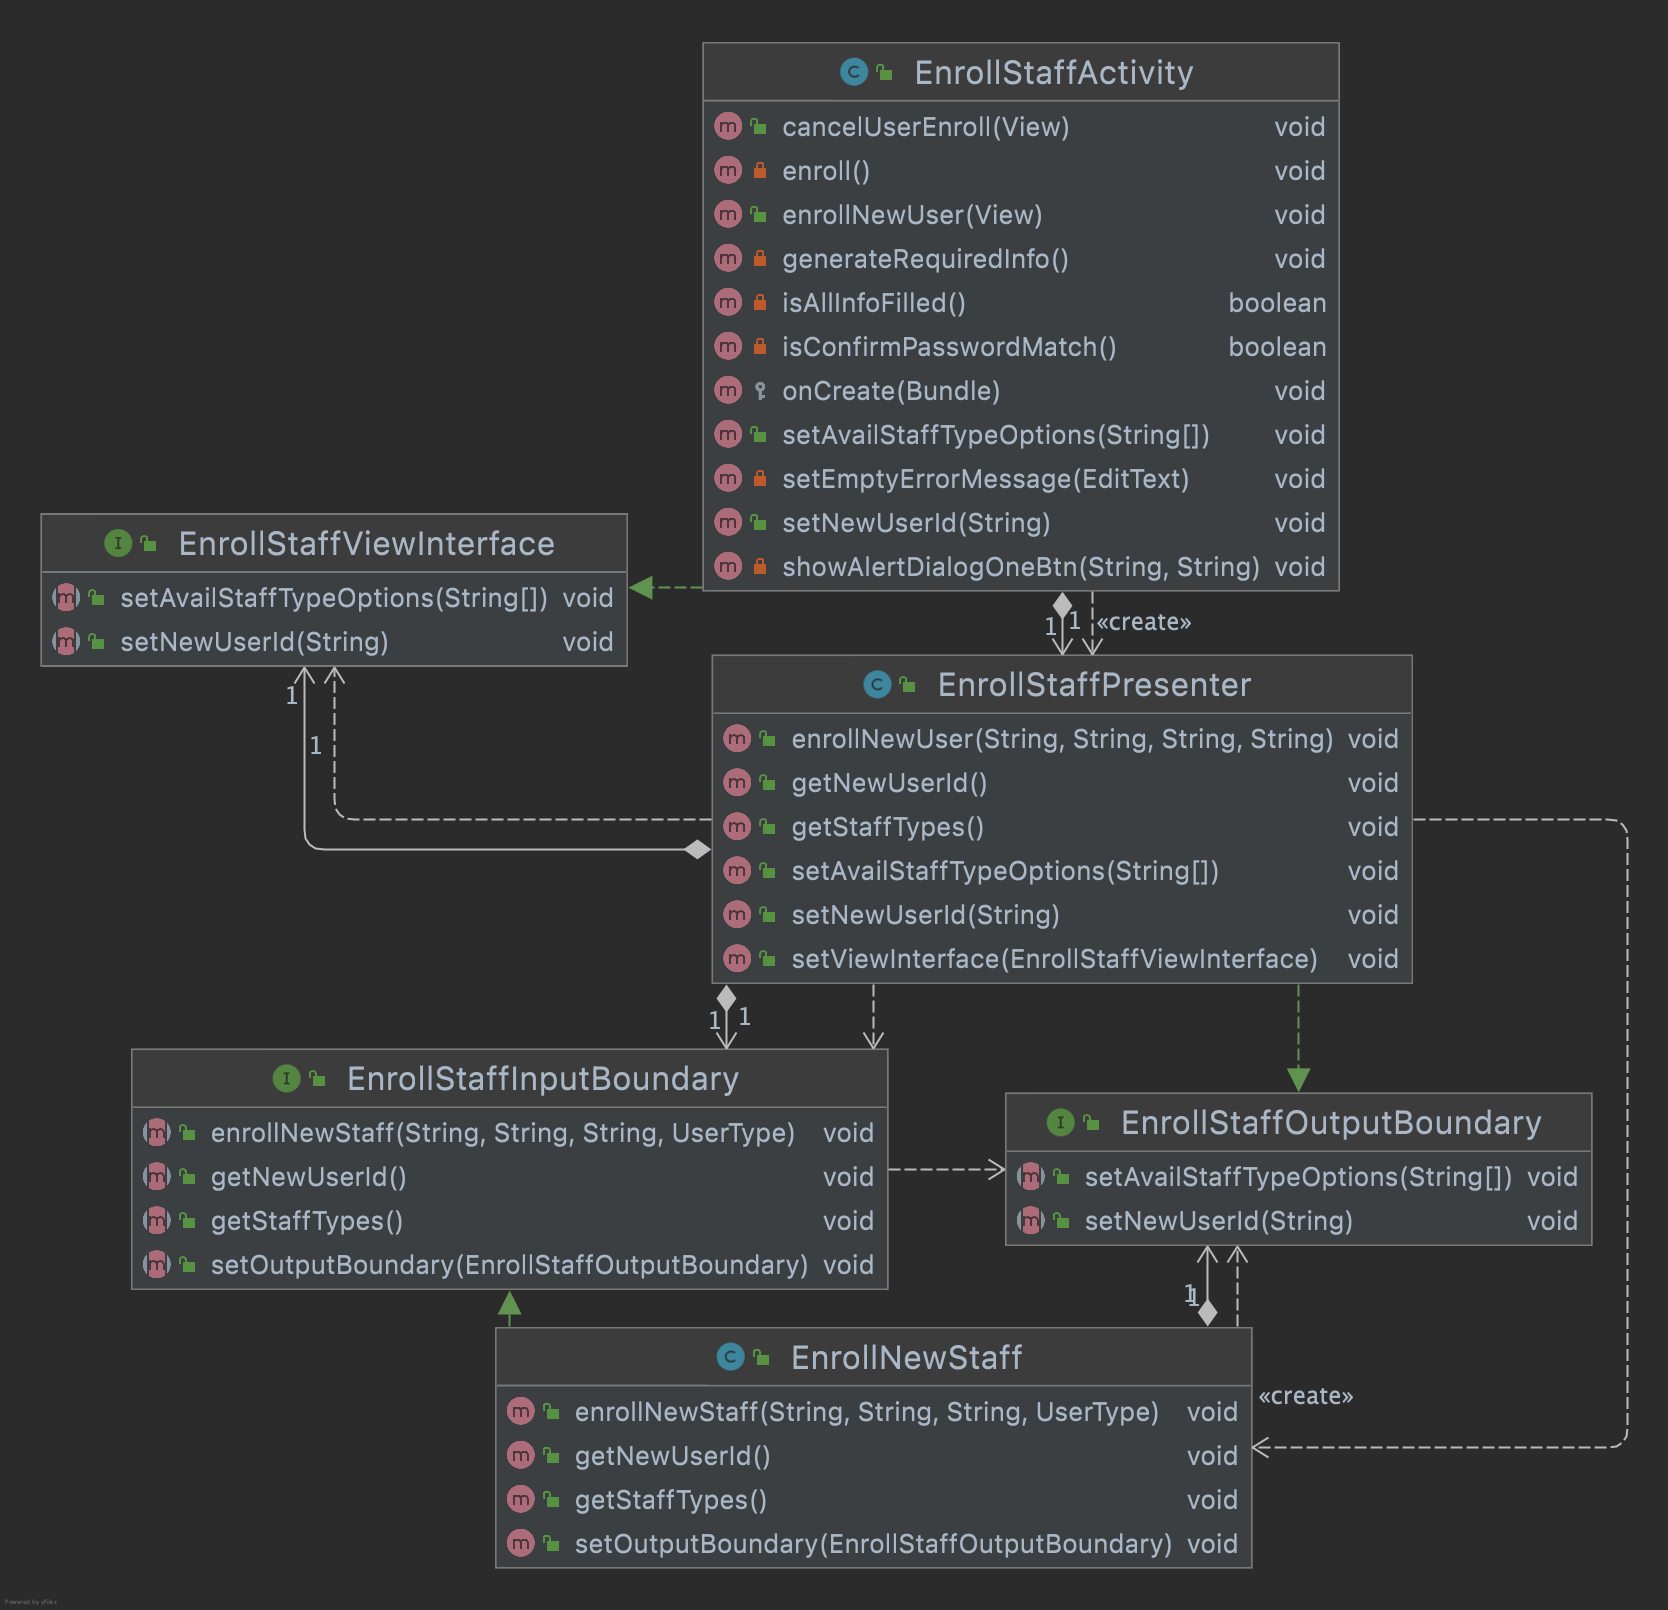 EnrollStaffActivity
cancelUserEnroll(View) void
enroll() void
enrollNewUser(View) void
generateRequiredInfo() void
isAllInfoFilled() boolean
isConfirmPasswordMatch() boolean
onCreate(Bundle) void
setAvailStaffTypeOptions(String[]) void
setEmptyErrorMessage(EditText) void
setNewUserId(String) void
showAlertDialogOneBtn(String, String) void
EnrollStaffViewInterface
setAvailStaffTypeOptions(String[]) void
setNewUserId(String) void
1 1 «create»
1
1
EnrollStaffPresenter
enrollNewUser(String, String, String, String) void
getNewUserId() void
getStaffTypes() void
setAvailStaffTypeOptions(String[]) void
setNewUserId(String) void
setViewInterface(EnrollStaffViewInterface) void
1 1
EnrollStaffInputBoundary
enrollNewStaff(String, String, String, UserType) void
getNewUserId() void
getStaffTypes() void
setOutputBoundary(EnrollStaffOutputBoundary) void
EnrollStaffOutputBoundary
setAvailStaffTypeOptions(String[]) void
setNewUserId(String) void
1
1
EnrollNewStaff
enrollNewStaff(String, String, String, UserType) void
getNewUserId() void
getStaffTypes() void
setOutputBoundary(EnrollStaffOutputBoundary) void
«create»
Powered by yFiles